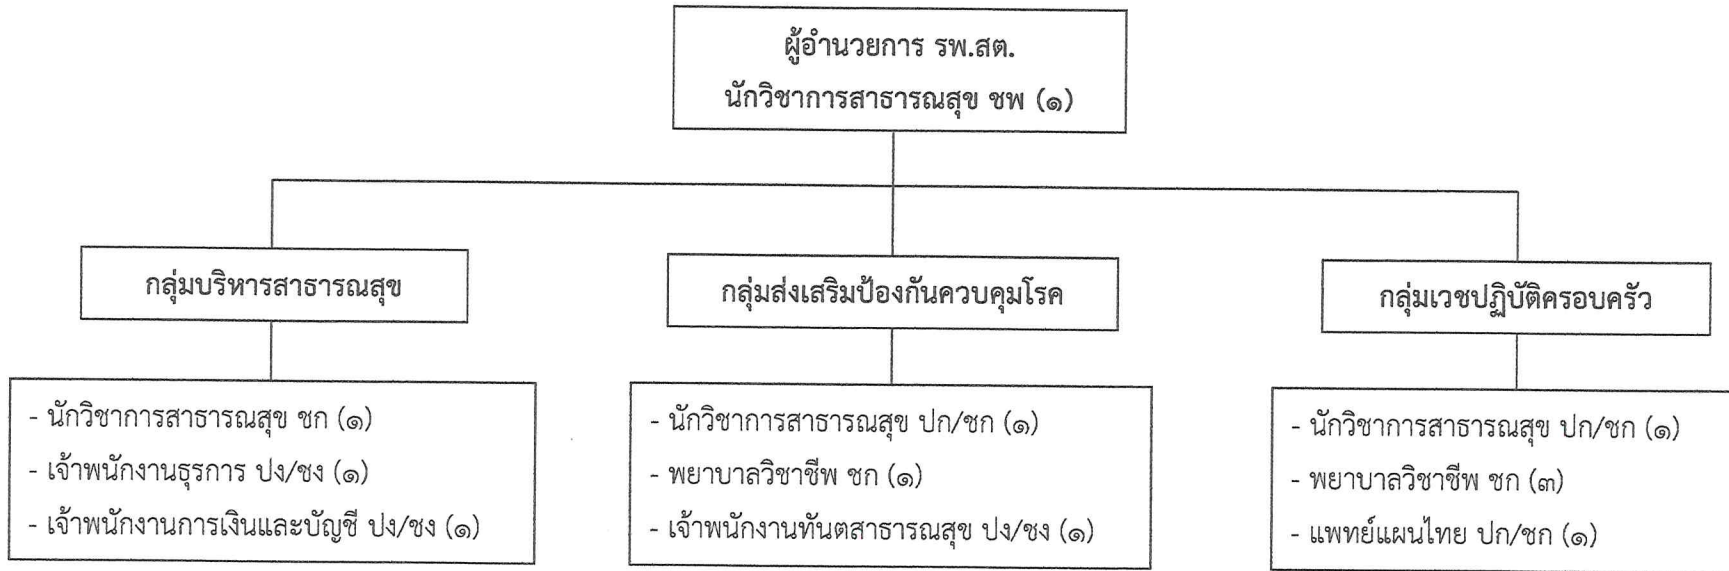 ผู้อำนวยการ รพ.สต.
นักวิชาการสาธารณสุข ชพ (๑)
กลุ่มบริหารสาธารณสุข
- นักวิชาการสาธารณสุข ชก (๑)
- เจ้าพนักงานธุรการ ปง/ชง (๑)
- เจ้าพนักงานการเงินและบัญชี ปง/ชง (๑)
กลุ่มส่งเสริมป้องกันควบคุมโรค
- นักวิชาการสาธารณสุข ปก/ชก (๑)
- พยาบาลวิชาชีพ ชก (๑)
- เจ้าพนักงานทันตสาธารณสุข ปง/ชง (๑)
กลุ่มเวชปฏิบัติครอบครัว
- นักวิชาการสาธารณสุข ปก/ชก (๑)
- พยาบาลวิชาชีพ ชก (๓)
- แพทย์แผนไทย ปก/ชก (๑)